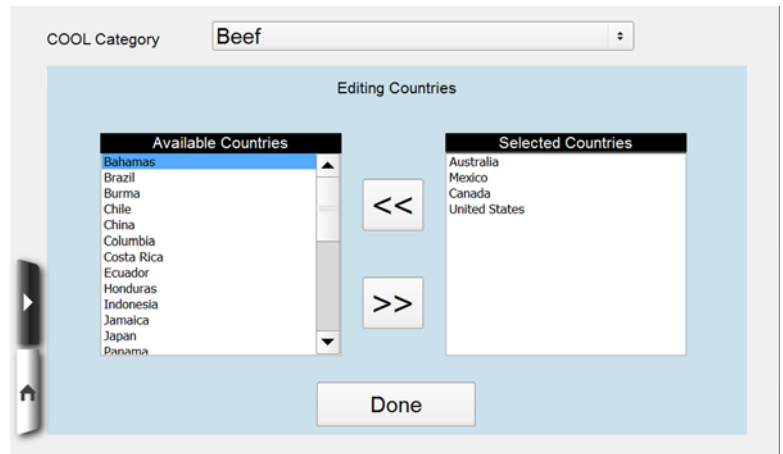 COOL Category
Beef
Editing Countries
Available Countries
Bahamas
Brazil
Burma
Chile
China
Columbia
Costa Rica
Ecuador
Honduras
Indonesia
Jamaica
Japan
Panama
<<
>>
Selected Countries
Australia
Mexico
Canada
United States
Done